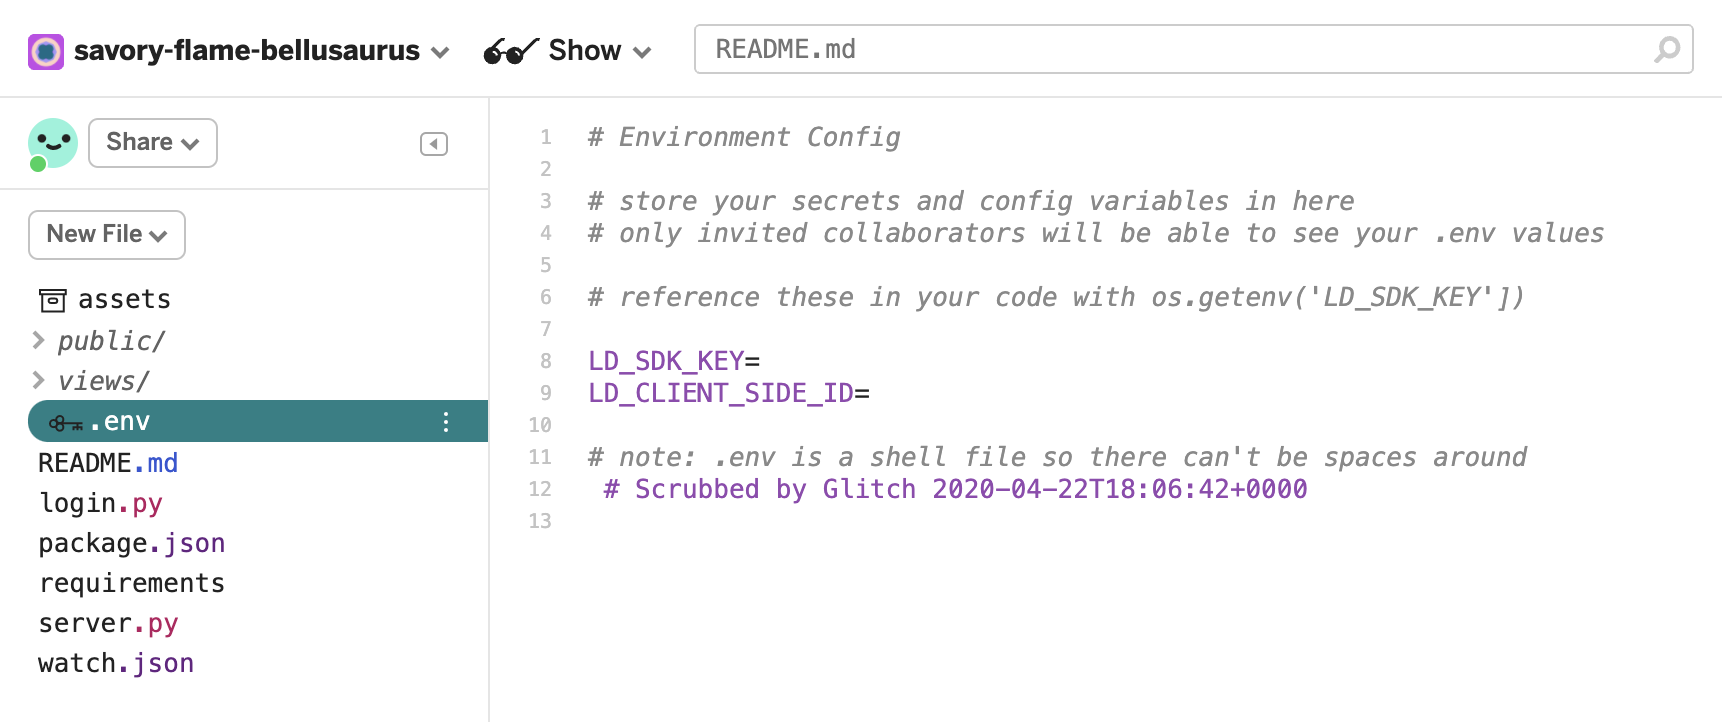 savory-flame-bellusaurus Show README.md
Share
New File
assets
public/
views/
.env
README.md
login.py
package.json
requirements
server.py
watch.json
1 # Environment Config
2
3 # store your secrets and config variables in here
4 # only invited collaborators will be able to see your .env values
5
6 # reference these in your code with os.getenv('LD_SDK_KEY'])
7
8 LD_SDK_KEY=
9 LD_CLIENT_SIDE_ID=
10
11 # note: .env is a shell file so there can't be spaces around
12 # Scrubbed by Glitch 2020-04-22T18:06:42+0000
13